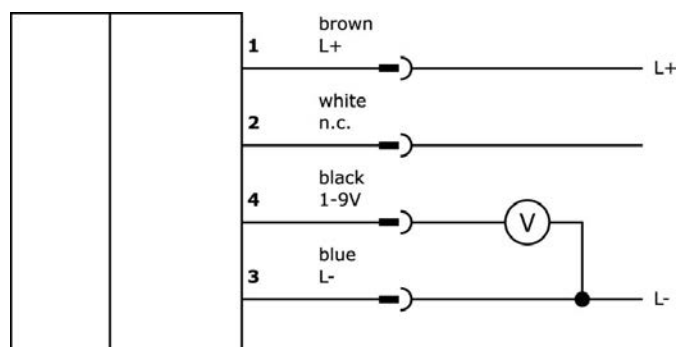 brown
1 L+
L+
white
2 n.c.
black
4 1-9V
V
blue
3 L-
L-